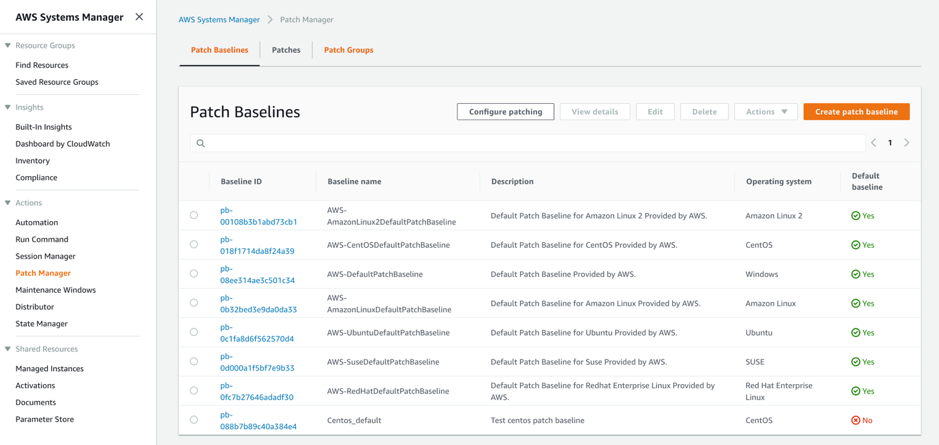 AWS Systems Manager
AWS Systems Manager > Patch Manager
Resource Groups
Find Resources
Saved Resource Groups
Insights
Built-In Insights
Dashboard by CloudWatch
Inventory
Compliance
Actions
Automation
Run Command
Session Manager
Patch Manager
Maintenance Windows
Distributor
State Manager
Shared Resources
Managed Instances
Activations
Documents
Parameter Store
Patch Baselines Patches Patch Groups
Patch Baselines
Configure patching View details Edit Delete Actions Create patch baseline
1
Baseline ID Baseline name Description Operating system Default
baseline
pb- AWS-
00108b3b1abd73cb1 AmazonLinux2DefaultPatchBaseline Default Patch Baseline for Amazon Linux 2 Provided by AWS. Amazon Linux 2 Yes
pb-
018f1714da8f24a39 AWS-CentOSDefaultPatchBaseline Default Patch Baseline for CentOS Provided by AWS. CentOS Yes
pb-
08ee314ae3c501c34 AWS-DefaultPatchBaseline Default Patch Baseline Provided by AWS. Windows Yes
pb- AWS-
0b32bed3e9da0da33 AmazonLinuxDefaultPatchBaseline Default Patch Baseline for Amazon Linux Provided by AWS. Amazon Linux Yes
pb-
0c1fa8d6f562570d4 AWS-UbuntuDefaultPatchBaseline Default Patch Baseline for Ubuntu Provided by AWS. Ubuntu Yes
pb-
0d000a1f5bf7e9b33 AWS-SuseDefaultPatchBaseline Default Patch Baseline for Suse Provided by AWS. SUSE Yes
pb- Default Patch Baseline for Redhat Enterprise Linux Provided by Red Hat Enterprise
0fc7b27646adadf30 AWS-RedHatDefaultPatchBaseline AWS. Linux Yes
pb-
088b7b89c40a384e4 Centos_default Test centos patch baseline CentOS No